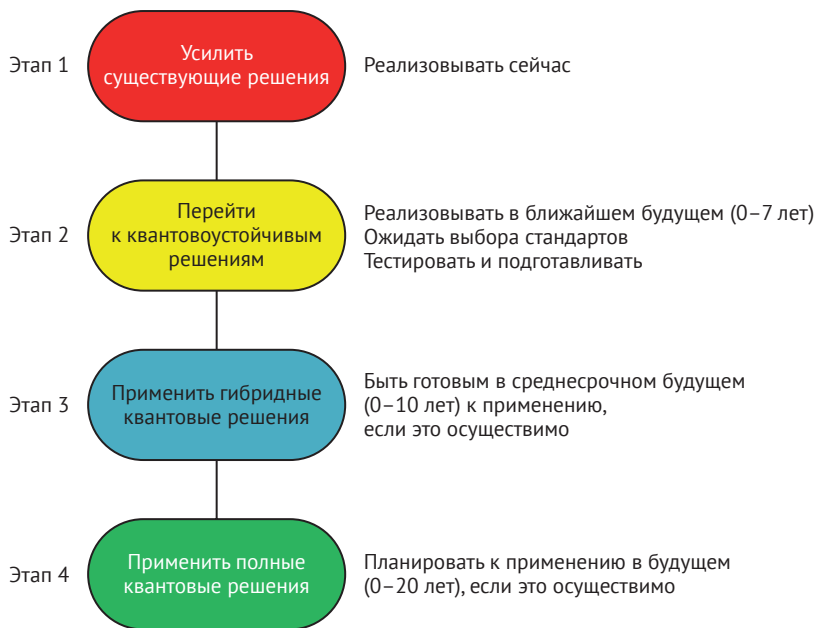 Этап 1
Усилить
существующие решения
Реализовывать сейчас
Этап 2
Перейти
к квантовоустойчивым
решениям
Реализовывать в ближайшем будущем (0–7 лет)
Ожидать выбора стандартов
Тестировать и подготавливать
Этап 3
Применить гибридные
квантовые решения
Быть готовым в среднесрочном будущем
(0–10 лет) к применению,
если это осуществимо
Этап 4
Применить полные
квантовые решения
Планировать к применению в будущем
(0–20 лет), если это осуществимо